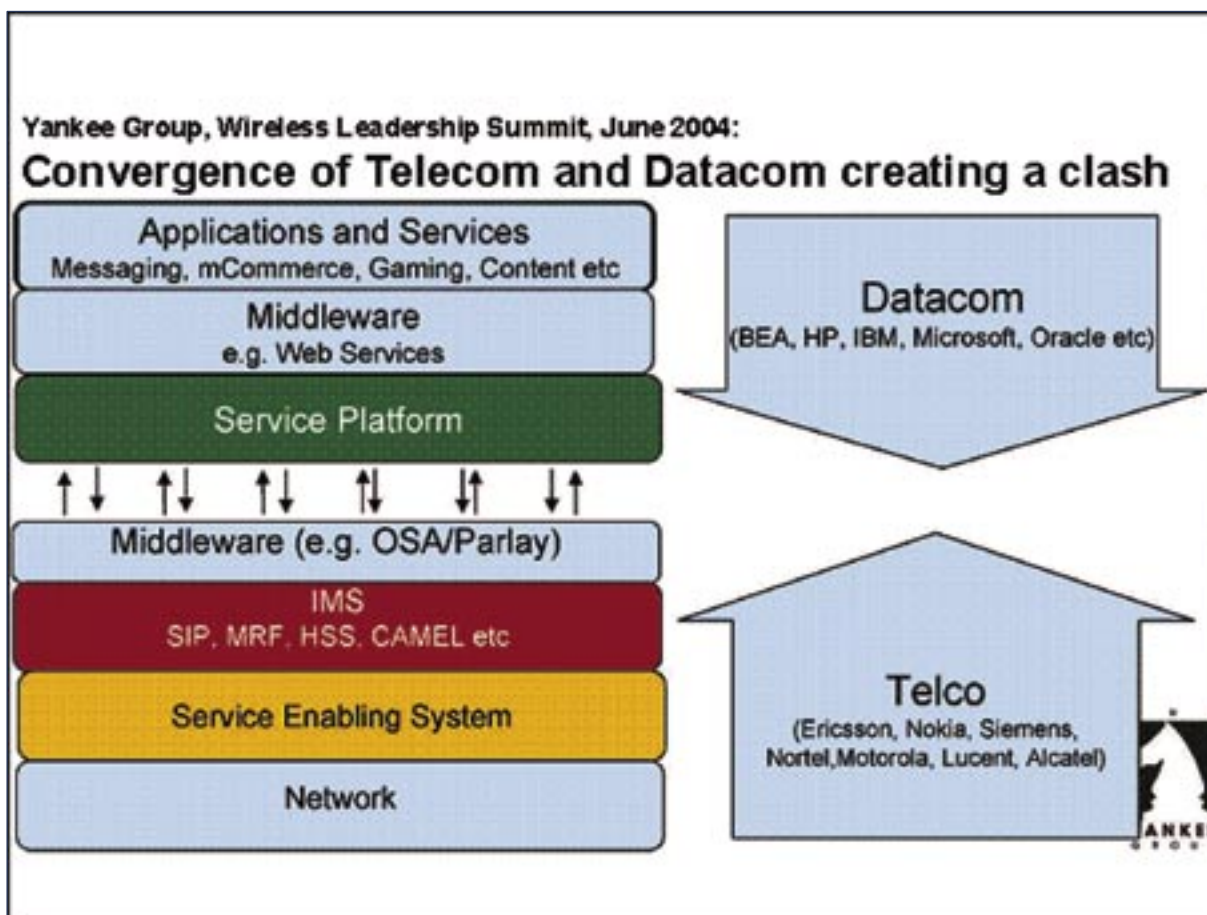 Yankee Group, Wireless Leadership Summit, June 2004:
Convergence of Telecom and Datacom creating a clash
Applications and Services
Messaging, mCommerce, Gaming, Content etc
Middleware
e.g. Web Services
Service Platform
Middleware (e.g. OSA/Parlay)
IMS
SIP, MRF, HSS, CAMEL etc
Service Enabling System
Network
Datacom
(BEA, HP, IBM, Microsoft, Oracle etc)
Telco
(Ericsson, Nokia, Siemens,
Nortel,Motorola, Lucent, Alcatel)